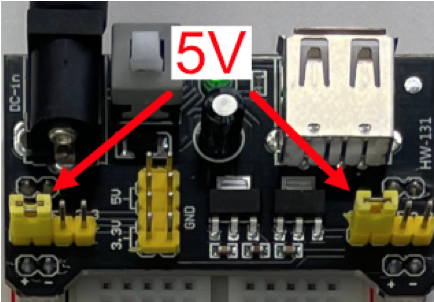 5V
DC-in
HW-131
5V
3.3V
GND
+ -
+ -